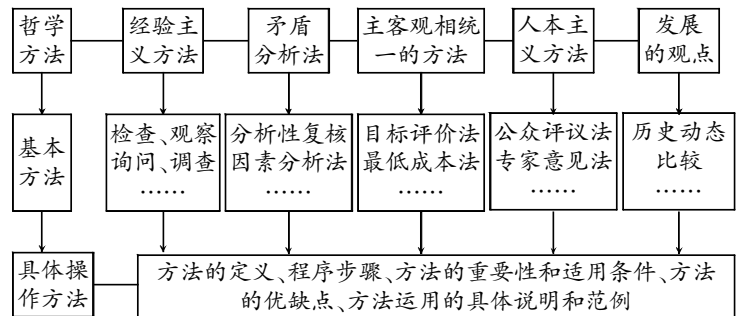 哲学
方法
经验主
义方法
矛盾
分析法
主客观相统
一的方法
人本主
义方法
发展
的观点
基本
方法
检查、观察
询问、调查
……
分析性复核
因素分析法
……
目标评价法
最低成本法
……
公众评议法
专家意见法
……
历史动态
比较
……
具体操
作方法
方法的定义、程序步骤、方法的重要性和适用条件、方法
的优缺点、方法运用的具体说明和范例